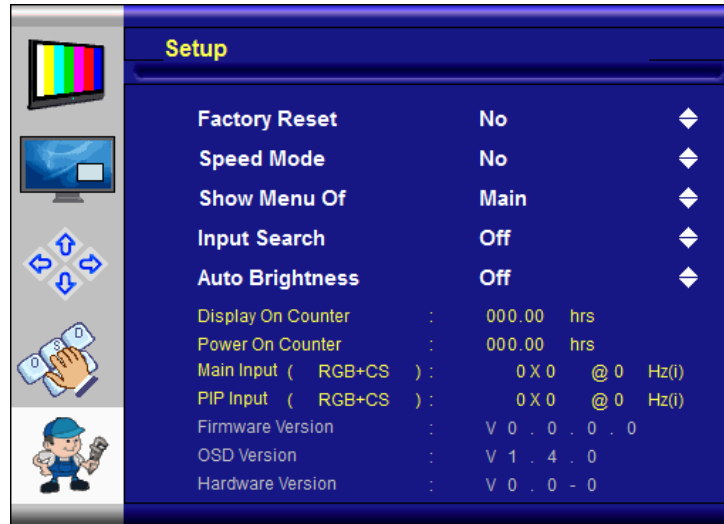 Setup
Factory Reset No
Speed Mode No
Show Menu Of Main
Input Search Off
Auto Brightness Off
Display On Counter : 000.00 hrs
Power On Counter : 000.00 hrs
Main Input ( RGB+CS ) : 0 X 0 @ 0 Hz(i)
PIP Input ( RGB+CS ) : 0 X 0 @ 0 Hz(i)
Firmware Version : V 0 . 0 . 0 . 0
OSD Version : V 1 . 4 . 0
Hardware Version : V 0 . 0 - 0
O S D